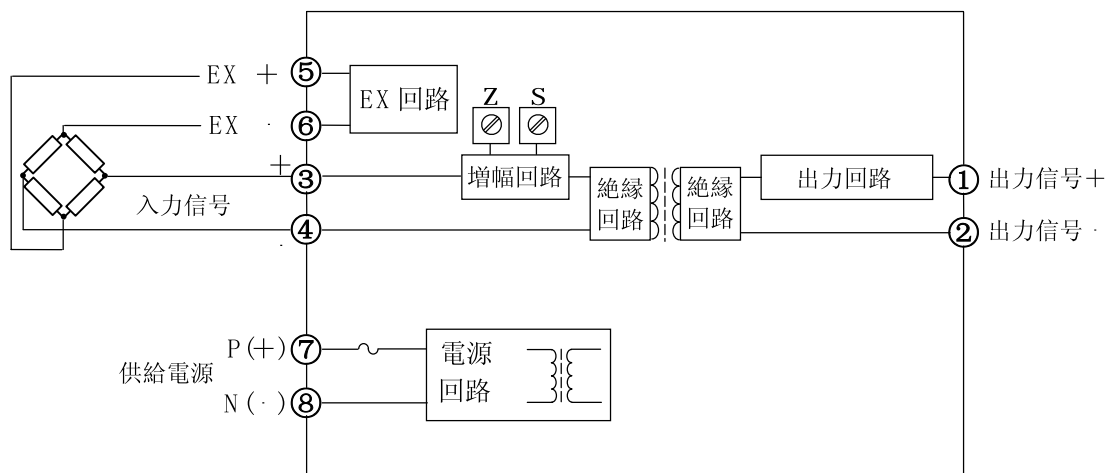 EX +
⑤
EX 回路
Z
S
EX -
⑥
+
③
増幅回路
絶縁
回路
絶縁
回路
出力回路
①
出力信号+
入力信号
④
-
②
出力信号 -
P(+)
⑦
供給電源
N(-)
⑧
電源
回路